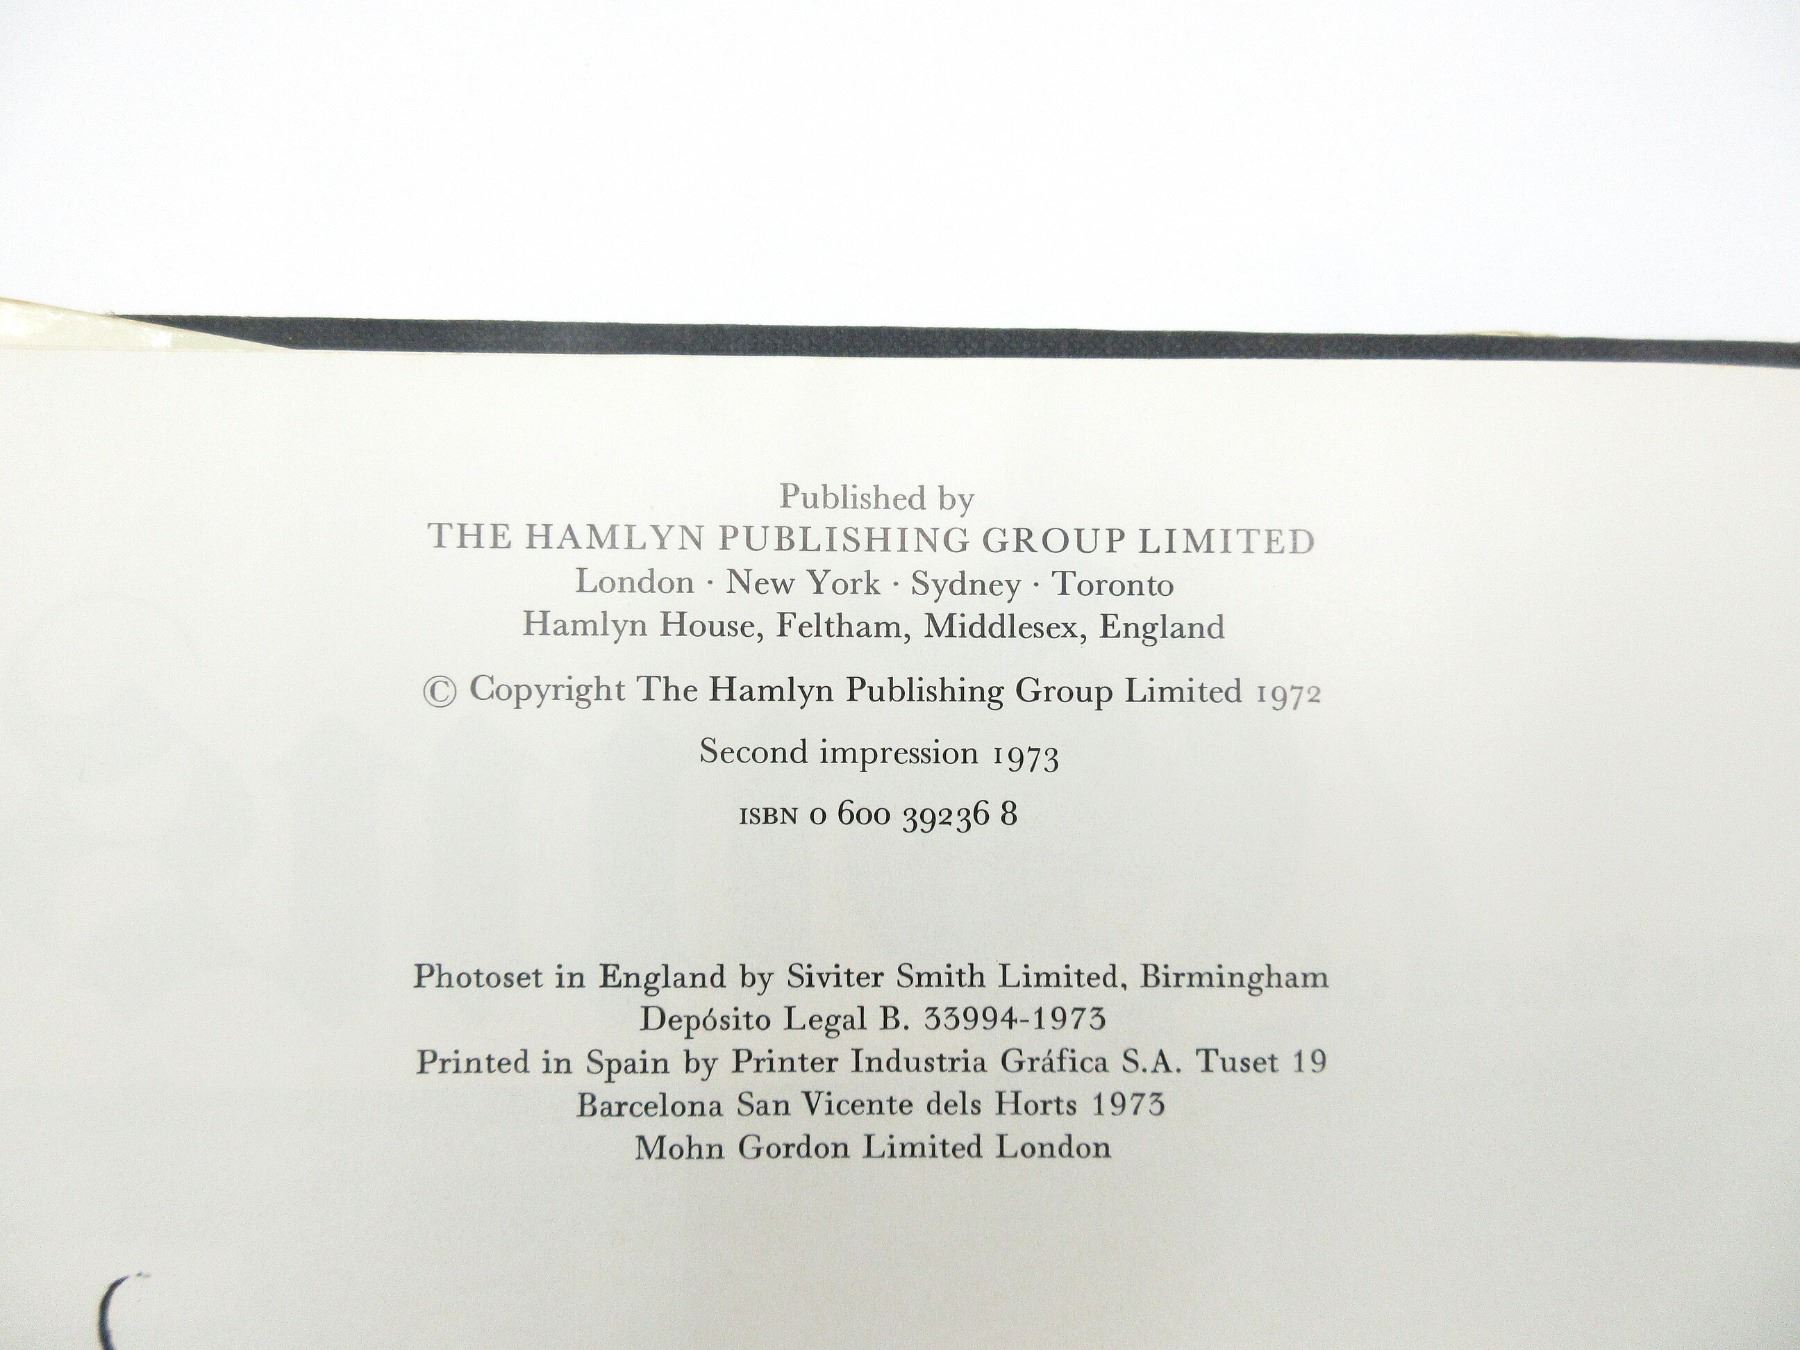 Published by
THE HAMLYN PUBLISHING GROUP LIMITED
London · New York · Sydney · Toronto
Hamlyn House, Feltham, Middlesex, England
© Copyright The Hamlyn Publishing Group Limited 1972
Second impression 1973
ISBN 0 600 39236 8
Photoset in England by Siviter Smith Limited, Birmingham
Depósito Legal B. 33994-1973
Printed in Spain by Printer Industria Gráfica S.A. Tuset 19
Barcelona San Vicente dels Horts 1973
Mohn Gordon Limited London